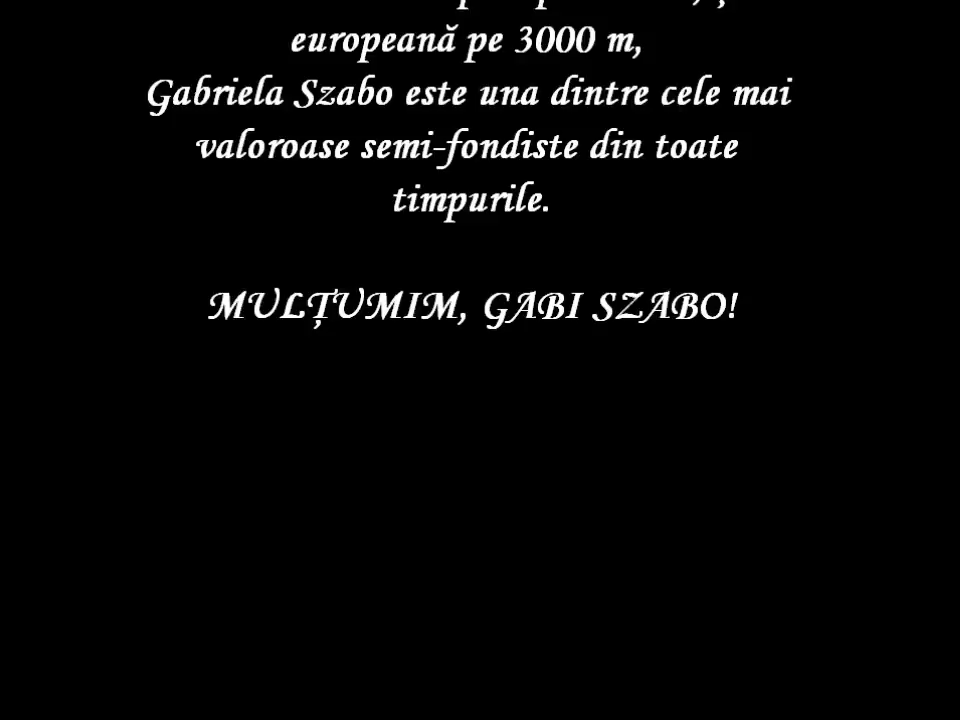 europeană pe 3000 m,
Gabriela Szabo este una dintre cele mai
valoroase semi-fondiste din toate
timpurile.
MULȚUMIM, GABI SZABO!